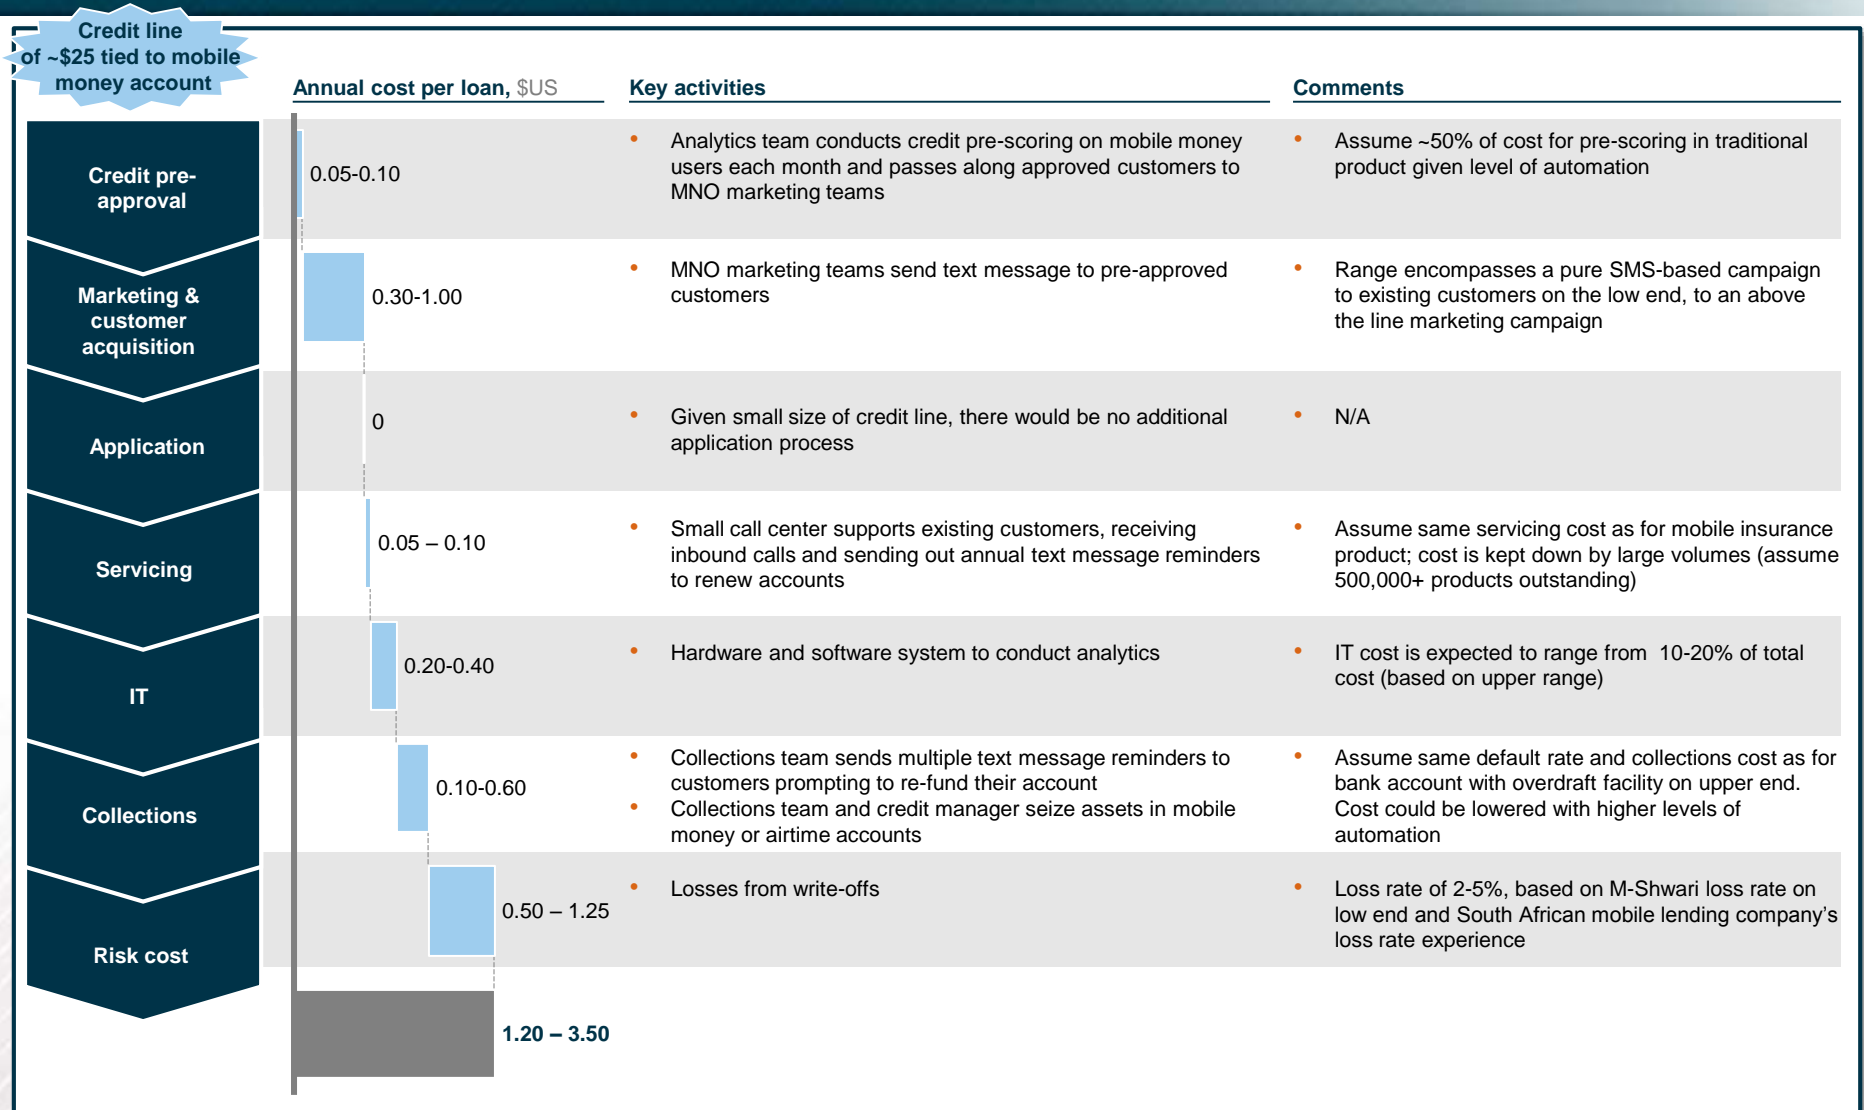 Credit line
of ~$25 tied to mobile
money account
Annual cost per loan, $US
Key activities
Comments
Credit pre-
approval
0.05-0.10
• Analytics team conducts credit pre-scoring on mobile money
users each month and passes along approved customers to
MNO marketing teams
• Assume ~50% of cost for pre-scoring in traditional
product given level of automation
Marketing &
customer
acquisition
0.30-1.00
• MNO marketing teams send text message to pre-approved
customers
• Range encompasses a pure SMS-based campaign
to existing customers on the low end, to an above
the line marketing campaign
Application
0
• Given small size of credit line, there would be no additional
application process
• N/A
Servicing
0.05 – 0.10
• Small call center supports existing customers, receiving
inbound calls and sending out annual text message reminders
to renew accounts
• Assume same servicing cost as for mobile insurance
product; cost is kept down by large volumes (assume
500,000+ products outstanding)
IT
0.20-0.40
• Hardware and software system to conduct analytics
• IT cost is expected to range from  10-20% of total
cost (based on upper range)
Collections
0.10-0.60
• Collections team sends multiple text message reminders to
customers prompting to re-fund their account
• Collections team and credit manager seize assets in mobile
money or airtime accounts
• Assume same default rate and collections cost as for
bank account with overdraft facility on upper end.
Cost could be lowered with higher levels of
automation
Risk cost
0.50 – 1.25
• Losses from write-offs
• Loss rate of 2-5%, based on M-Shwari loss rate on
low end and South African mobile lending company’s
loss rate experience
1.20 – 3.50